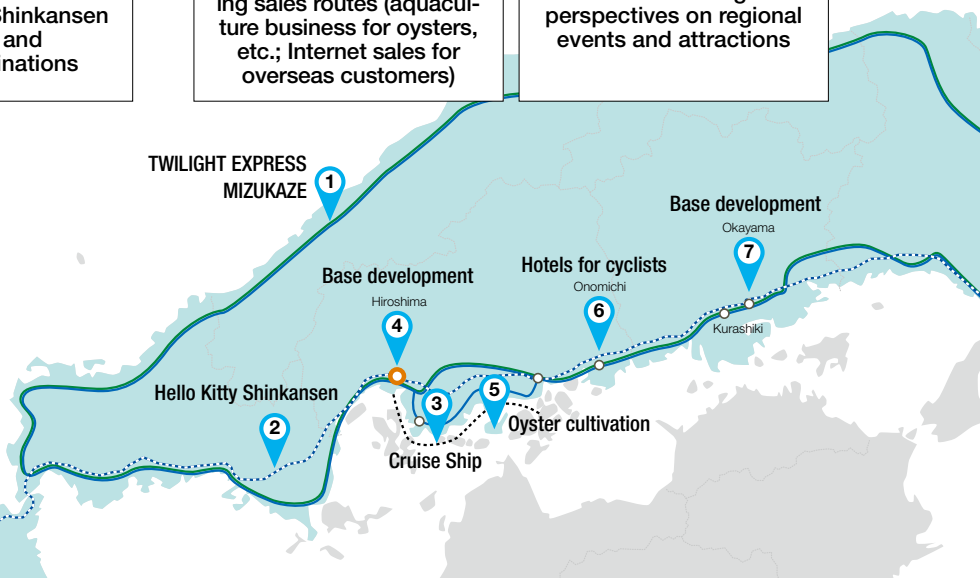 Shinkansen
and
inations
ing sales routes (aquacul-
ture business for oysters,
etc.; Internet sales for
overseas customers)
perspectives on regional
events and attractions
TWILIGHT EXPRESS
MIZUKAZE
1
Base development
Okayama
7
Hotels for cyclists
Onomichi
6
Base development
Hiroshima
4
Kurashiki
Hello Kitty Shinkansen
2
3
5
Oyster cultivation
Cruise Ship